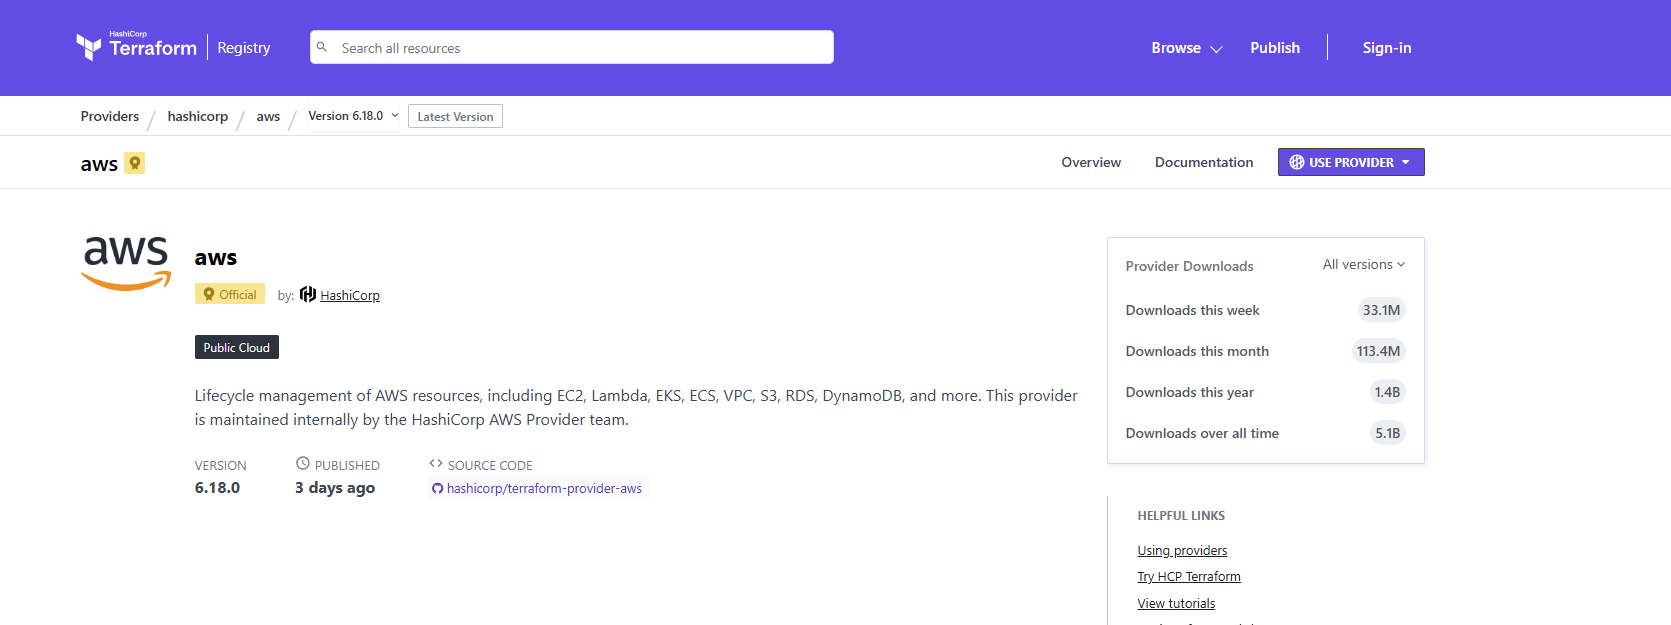 HashiCorp
Terraform
Registry
Search all resources
Browse
Publish
Sign-in
Providers / hashicorp / aws / Version 6.18.0
Latest Version
aws
Overview
Documentation
USE PROVIDER
aws
aws
Official
by: HashiCorp
Public Cloud
Lifecycle management of AWS resources, including EC2, Lambda, EKS, ECS, VPC, S3, RDS, DynamoDB, and more. This provider
is maintained internally by the HashiCorp AWS Provider team.
VERSION
6.18.0
PUBLISHED
3 days ago
SOURCE CODE
hashicorp/terraform-provider-aws
Provider Downloads
All versions
Downloads this week 33.1M
Downloads this month 113.4M
Downloads this year 1.4B
Downloads over all time 5.1B
HELPFUL LINKS
Using providers
Try HCP Terraform
View tutorials